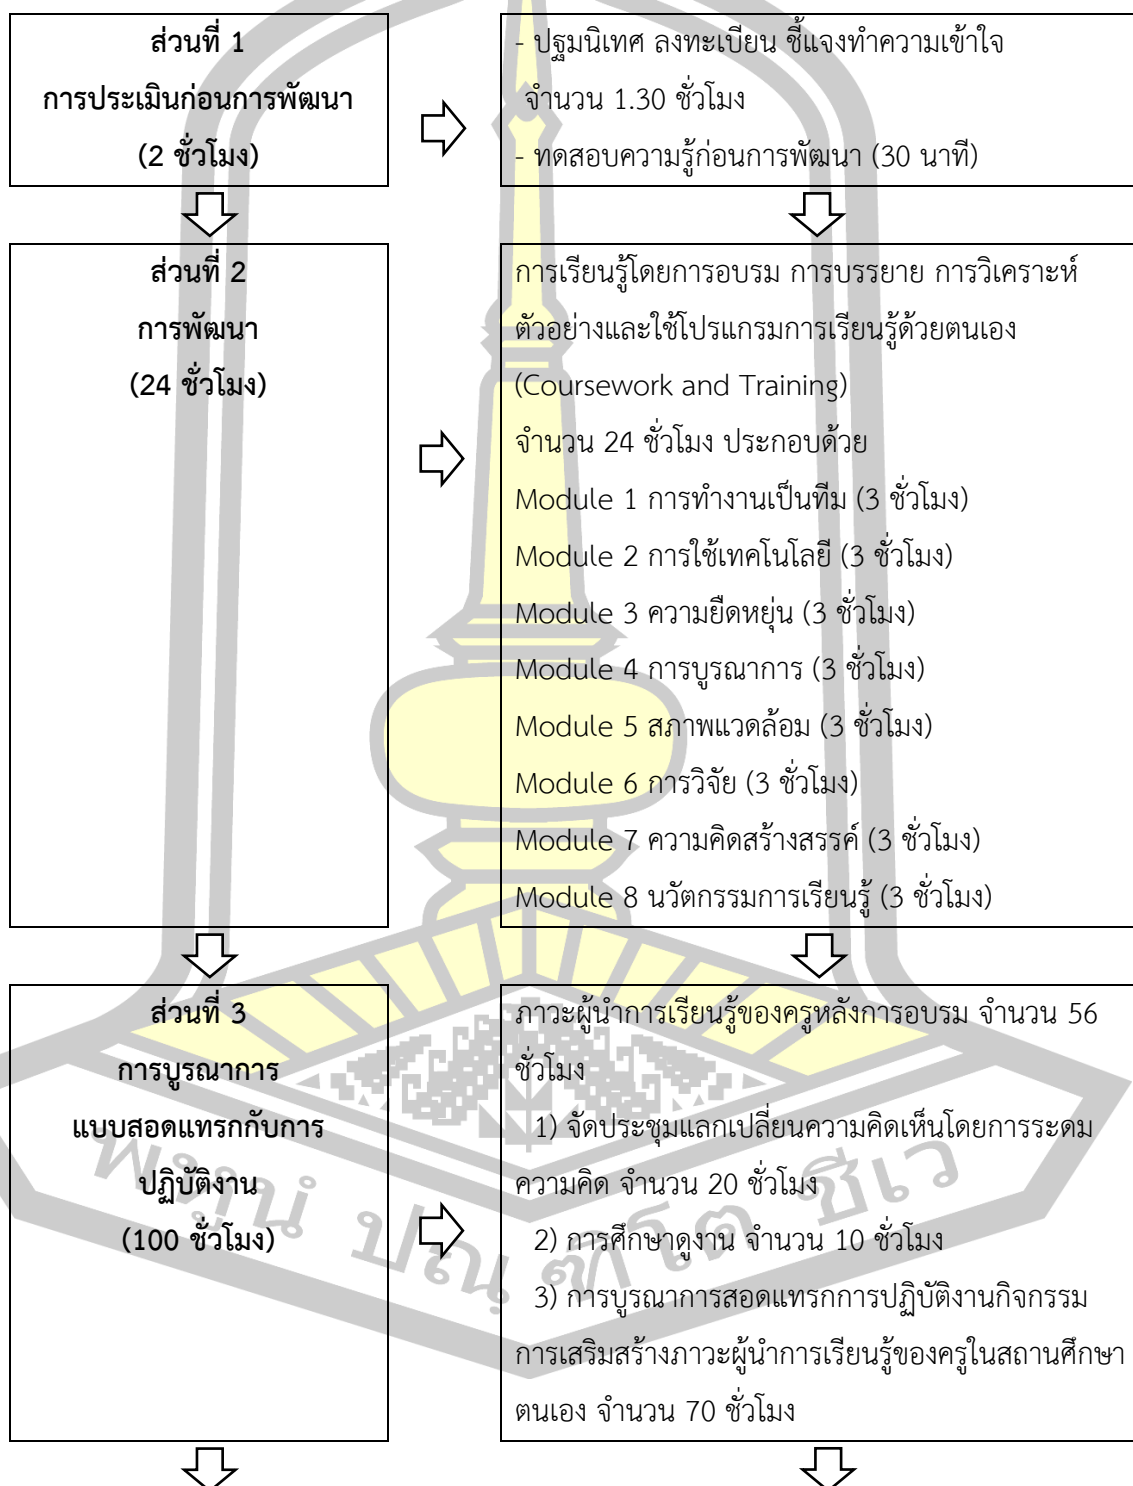 ส่วนที่ 1
การประเมินก่อนการพัฒนา
(2 ชั่วโมง)
- ปฐมนิเทศ ลงทะเบียน ชี้แจงทำความเข้าใจ
จำนวน 1.30 ชั่วโมง
- ทดสอบความรู้ก่อนการพัฒนา (30 นาที)
ส่วนที่ 2
การพัฒนา
(24 ชั่วโมง)
การเรียนรู้โดยการอบรม การบรรยาย การวิเคราะห์
ตัวอย่างและใช้โปรแกรมการเรียนรู้ด้วยตนเอง
(Coursework and Training)
จำนวน 24 ชั่วโมง ประกอบด้วย
Module 1 การทำงานเป็นทีม (3 ชั่วโมง)
Module 2 การใช้เทคโนโลยี (3 ชั่วโมง)
Module 3 ความยืดหยุ่น (3 ชั่วโมง)
Module 4 การบูรณาการ (3 ชั่วโมง)
Module 5 สภาพแวดล้อม (3 ชั่วโมง)
Module 6 การวิจัย (3 ชั่วโมง)
Module 7 ความคิดสร้างสรรค์ (3 ชั่วโมง)
Module 8 นวัตกรรมการเรียนรู้ (3 ชั่วโมง)
ส่วนที่ 3
การบูรณาการ
แบบสอดแทรกกับการ
ปฏิบัติงาน
(100 ชั่วโมง)
ภาวะผู้นำการเรียนรู้ของครูหลังการอบรม จำนวน 56
ชั่วโมง
1) จัดประชุมแลกเปลี่ยนความคิดเห็นโดยการระดม
ความคิด จำนวน 20 ชั่วโมง
2) การศึกษาดูงาน จำนวน 10 ชั่วโมง
3) การบูรณาการสอดแทรกการปฏิบัติงานกิจกรรม
การเสริมสร้างภาวะผู้นำการเรียนรู้ของครูในสถานศึกษา
ตนเอง จำนวน 70 ชั่วโมง
พหูนํ ปณฺฑิโต ชีเว